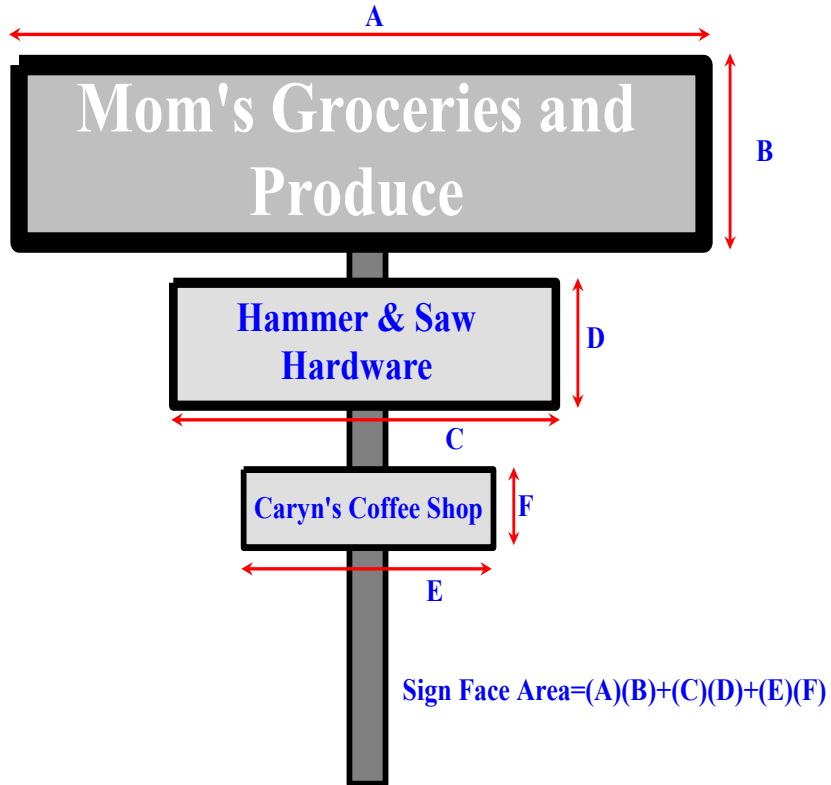 A
Mom's Groceries and
Produce
B
Hammer & Saw
Hardware
D
C
Caryn's Coffee Shop
F
E
Sign Face Area=(A)(B)+(C)(D)+(E)(F)